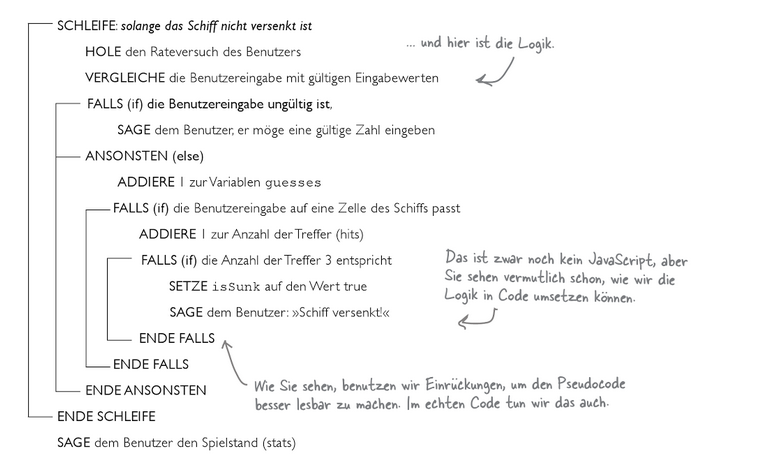 SCHLEIFE: solange das Schiff nicht versenkt ist
HOLE den Rateversuch des Benutzers
... und hier ist die Logik.
VERGLEICHE die Benutzereingabe mit gültigen Eingabewerten
FALLS (if) die Benutzereingabe ungültig ist,
SAGE dem Benutzer, er möge eine gültige Zahl eingeben
ANSONSTEN (else)
ADDIERE 1 zur Variablen guesses
FALLS (if) die Benutzereingabe auf eine Zelle des Schiffs passt
ADDIERE 1 zur Anzahl der Treffer (hits)
FALLS (if) die Anzahl der Treffer 3 entspricht
SETZE isSunk auf den Wert true
SAGE dem Benutzer: »Schiff versenkt!«
Das ist zwar noch kein JavaScript, aber
Sie sehen vermutlich schon, wie wir die
Logik in Code umsetzen können.
ENDE FALLS
ENDE FALLS
Wie Sie sehen, benutzen wir Einrückungen, um den Pseudocode
besser lesbar zu machen. Im echten Code tun wir das auch.
ENDE ANSONSTEN
ENDE SCHLEIFE
SAGE dem Benutzer den Spielstand (stats)